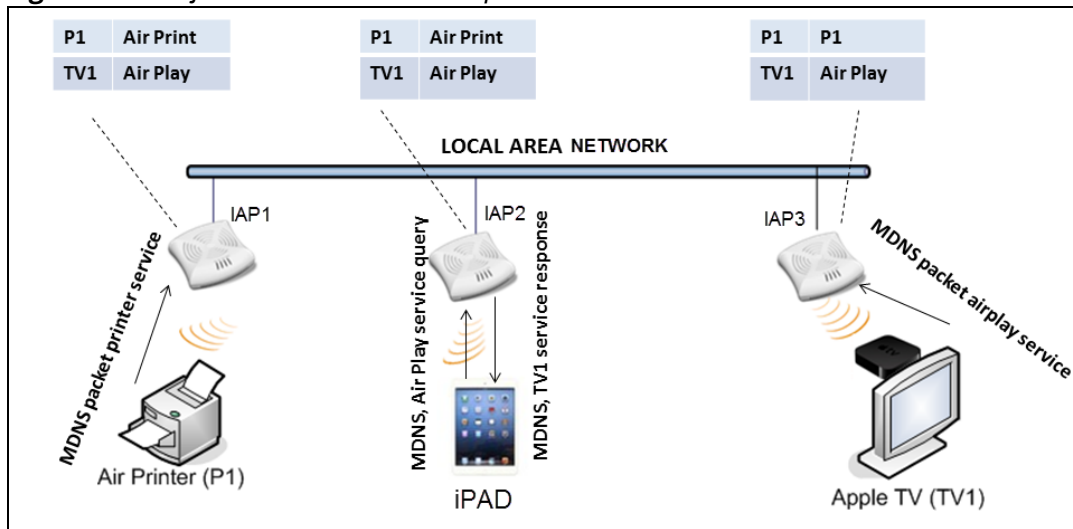 P1 Air Print
TV1 Air Play
P1 Air Print
TV1 Air Play
P1 P1
TV1 Air Play
LOCAL AREA NETWORK
IAP1
IAP2
IAP3
MDNS packet printer service
MDNS, Air Play service query
MDNS, TV1 service response
MDNS packet airplay service
tv
Air Printer (P1)
iPAD
Apple TV (TV1)